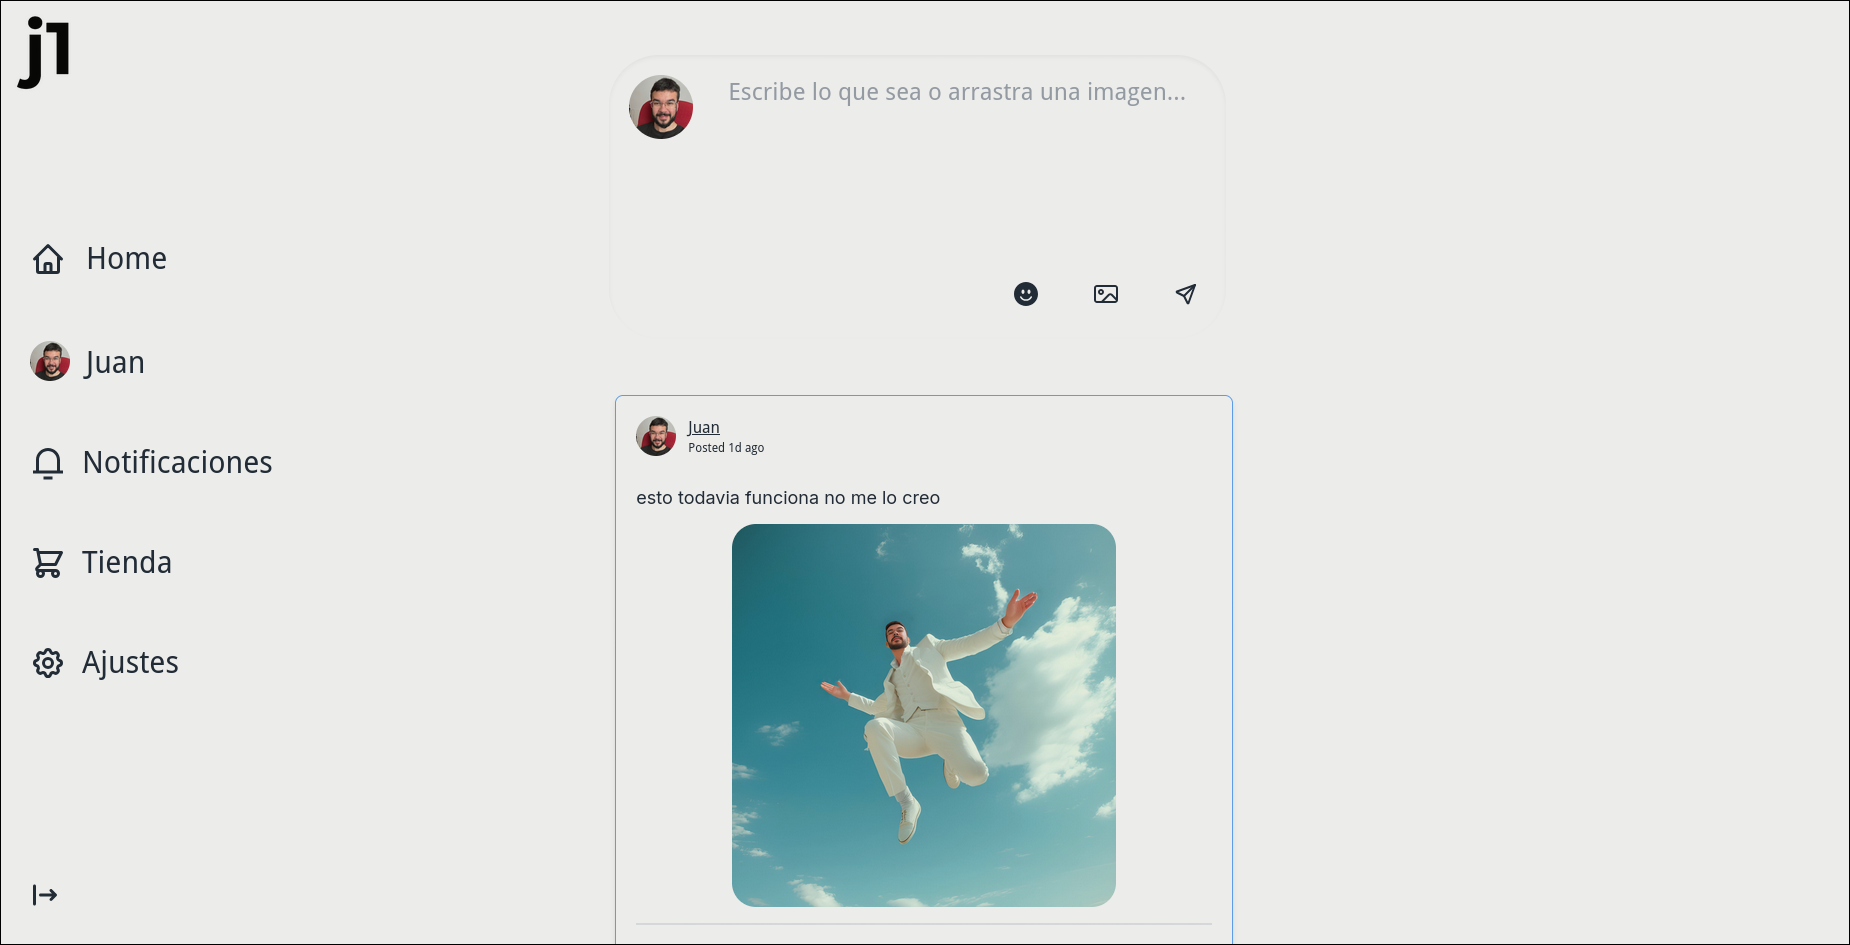 j1
Escribe lo que sea o arrastra una imagen...
Home
Juan
Notificaciones
Tienda
Ajustes
Juan
Posted 1d ago
esto todavia funciona no me lo creo